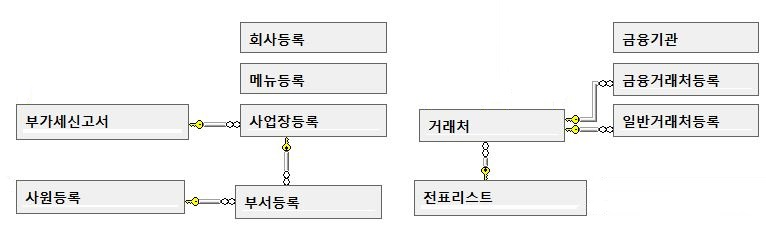 회사등록
메뉴등록
부가세신고서
사업장등록
사원등록
부서등록
금융기관
금융거래처등록
거래처
일반거래처등록
전표리스트